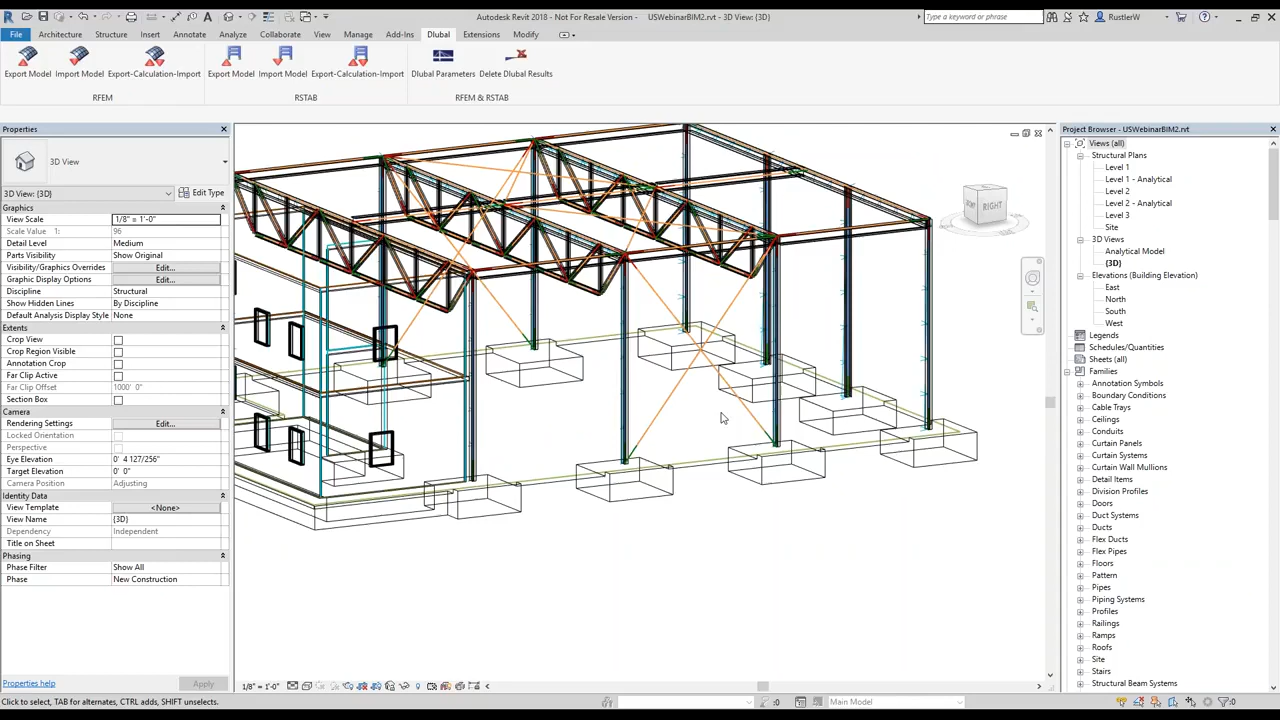 Autodesk Revit 2018 - Not For Resale Version - USWebinarBIM2.rvt - 3D View: {3D}
Type a keyword or phrase
RustlerW
File Architecture Structure Insert Annotate Analyze Collaborate View Manage Add-Ins Dlubal Extensions Modify
Export Model Import Model Export-Calculation-Import Export Model Import Model Export-Calculation-Import Dlubal Parameters Delete Dlubal Results
RFEM RSTAB RFEM & RSTAB
Properties
3D View
3D View: {3D} Edit Type
Graphics
View Scale 1/8" = 1'-0"
Scale Value 1: 96
Detail Level Medium
Parts Visibility Show Original
Visibility/Graphics Overrides Edit...
Graphic Display Options Edit...
Discipline Structural
Show Hidden Lines By Discipline
Default Analysis Display Style None
Extents
Crop View
Crop Region Visible
Annotation Crop
Far Clip Active
Far Clip Offset 1000' 0"
Section Box
Camera
Rendering Settings Edit...
Locked Orientation
Perspective
Eye Elevation 0' 4 127/256"
Target Elevation 0' 0"
Camera Position Adjusting
Identity Data
View Template <None>
View Name {3D}
Dependency Independent
Title on Sheet
Phasing
Phase Filter Show All
Phase New Construction
Properties help Apply
RIGHT
Project Browser - USWebinarBIM2.rvt
Views (all)
Structural Plans
Level 1
Level 1 - Analytical
Level 2
Level 2 - Analytical
Level 3
Site
3D Views
Analytical Model
{3D}
Elevations (Building Elevation)
East
North
South
West
Legends
Schedules/Quantities
Sheets (all)
Families
Annotation Symbols
Boundary Conditions
Cable Trays
Ceilings
Conduits
Curtain Panels
Curtain Systems
Curtain Wall Mullions
Detail Items
Division Profiles
Doors
Duct Systems
Ducts
Flex Ducts
Flex Pipes
Floors
Pattern
Pipes
Piping Systems
Profiles
Railings
Ramps
Roofs
Site
Stairs
Structural Beam Systems
1/8" = 1'-0"
Click to select, TAB for alternates, CTRL adds, SHIFT unselects.
:0
Main Model
:0